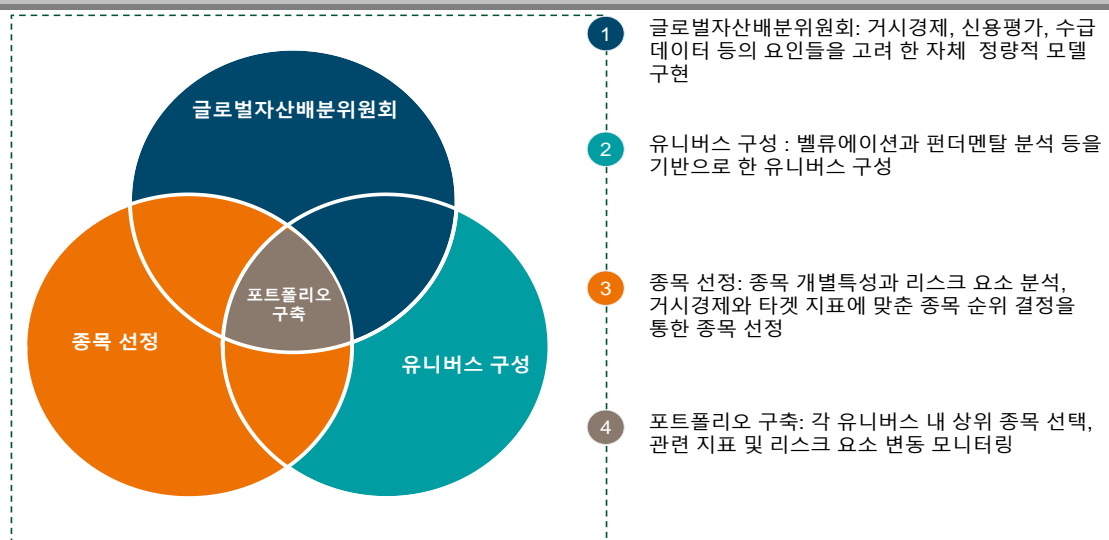 글로벌자산배분위원회
종목 선정
포트폴리오
구축
유니버스 구성
1
글로벌자산배분위원회: 거시경제, 신용평가, 수급
데이터 등의 요인들을 고려 한 자체 정량적 모델
구현
2
유니버스 구성 : 벨류에이션과 펀더멘탈 분석 등을
기반으로 한 유니버스 구성
3
종목 선정: 종목 개별특성과 리스크 요소 분석,
거시경제와 타겟 지표에 맞춘 종목 순위 결정을
통한 종목 선정
4
포트폴리오 구축: 각 유니버스 내 상위 종목 선택,
관련 지표 및 리스크 요소 변동 모니터링